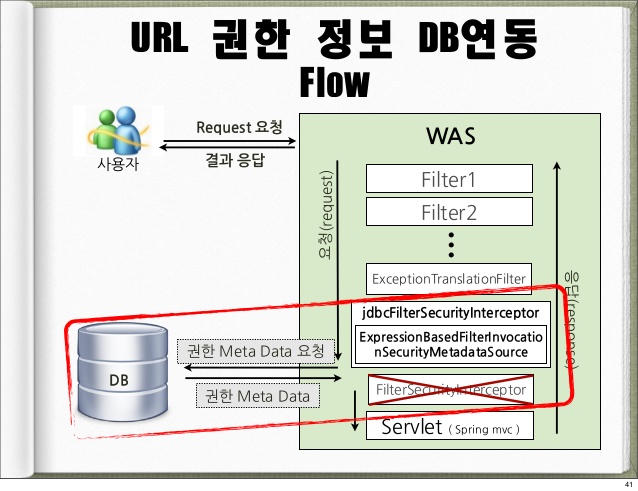 URL 권한 정보 DB연동
Flow
Request 요청
결과 응답
사용자
WAS
요청(request)
Filter1
Filter2
ExceptionTranslationFilter
응답(response)
jdbcFilterSecurityInterceptor
ExpressionBasedFilterInvocatio
nSecurityMetadataSource
권한 Meta Data 요청
DB
권한 Meta Data
FilterSecurityInterceptor
Servlet ( Spring mvc )
41